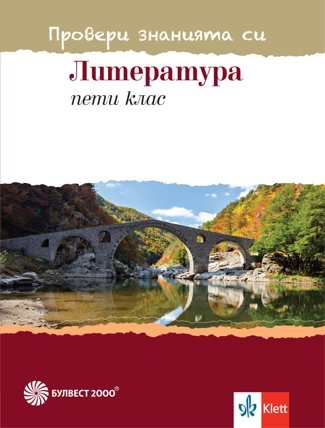 Провери знанията си
Литература
пети клас
БУЛВЕСТ 2000®
Klett